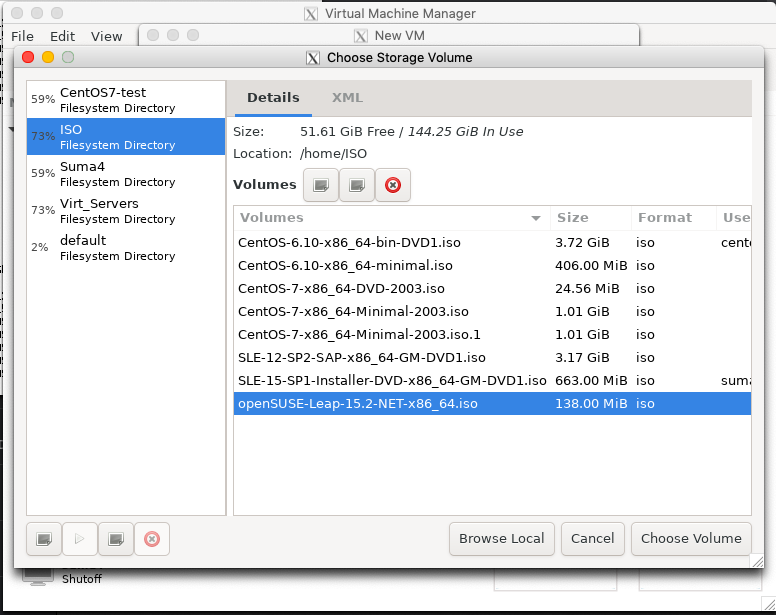 Virtual Machine Manager
File Edit View
New VM
Choose Storage Volume
59% CentOS7-test
Filesystem Directory
73% ISO
Filesystem Directory
59% Suma4
Filesystem Directory
73% Virt_Servers
Filesystem Directory
2% default
Filesystem Directory
Details XML
Size: 51.61 GiB Free / 144.25 GiB In Use
Location: /home/ISO
Volumes
Volumes Size Format Use
CentOS-6.10-x86_64-bin-DVD1.iso 3.72 GiB iso cent
CentOS-6.10-x86_64-minimal.iso 406.00 MiB iso
CentOS-7-x86_64-DVD-2003.iso 24.56 MiB iso
CentOS-7-x86_64-Minimal-2003.iso 1.01 GiB iso
CentOS-7-x86_64-Minimal-2003.iso.1 1.01 GiB iso
SLE-12-SP2-SAP-x86_64-GM-DVD1.iso 3.17 GiB iso
SLE-15-SP1-Installer-DVD-x86_64-GM-DVD1.iso 663.00 MiB iso suma
openSUSE-Leap-15.2-NET-x86_64.iso 138.00 MiB iso
Browse Local Cancel Choose Volume
Shutoff